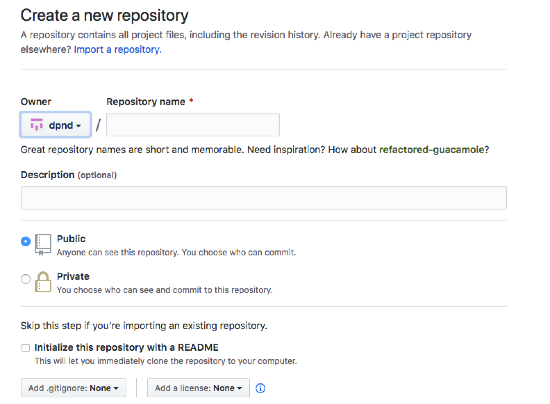 Create a new repository
A repository contains all project files, including the revision history. Already have a project repository
elsewhere? Import a repository.
Owner Repository name *
dpnd /
Great repository names are short and memorable. Need inspiration? How about refactored-guacamole?
Description (optional)
Public
Anyone can see this repository. You choose who can commit.
Private
You choose who can see and commit to this repository.
Skip this step if you're importing an existing repository.
Initialize this repository with a README
This will let you immediately clone the repository to your computer.
Add .gitignore: None Add a license: None